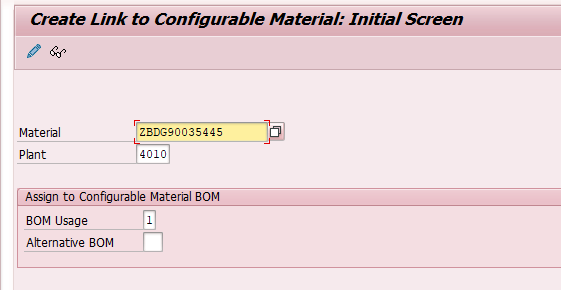 Create Link to Configurable Material: Initial Screen
Material ZBDG90035445
Plant 4010
Assign to Configurable Material BOM
BOM Usage 1
Alternative BOM